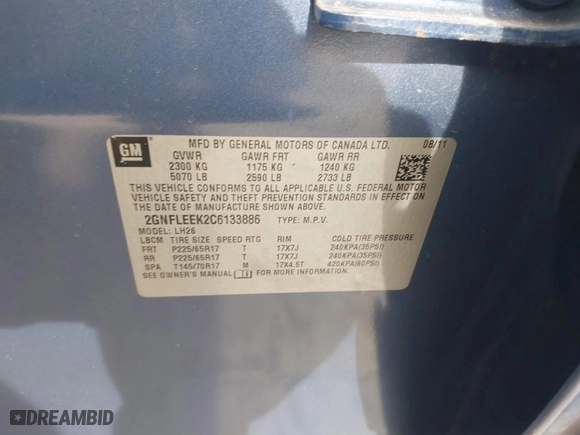 GM
MFD BY GENERAL MOTORS OF CANADA LTD. 08/11
GVWR GAWR FRT GAWR RR
2300 KG 1175 KG 1240 KG
5070 LB 2590 LB 2733 LB
THIS VEHICLE CONFORMS TO ALL APPLICABLE U.S. FEDERAL MOTOR
VEHICLE SAFETY AND THEFT PREVENTION STANDARDS IN EFFECT ON
THE DATE OF MANUFACTURE SHOWN ABOVE.
2GNFLEEK2C6133886 TYPE: M.P.V.
MODEL: LH26
LBCM TIRE SIZE SPEED RTG RIM COLD TIRE PRESSURE
FRT P225/65R17 T 17X7J 240KPA(35PSI)
RR P225/65R17 T 17X7J 240KPA(35PSI)
SPA T145/70R17 M 17X4.5T 420KPA(60PSI)
SEE OWNER'S MANUAL FOR MORE INFORMATION.
DREAMBID